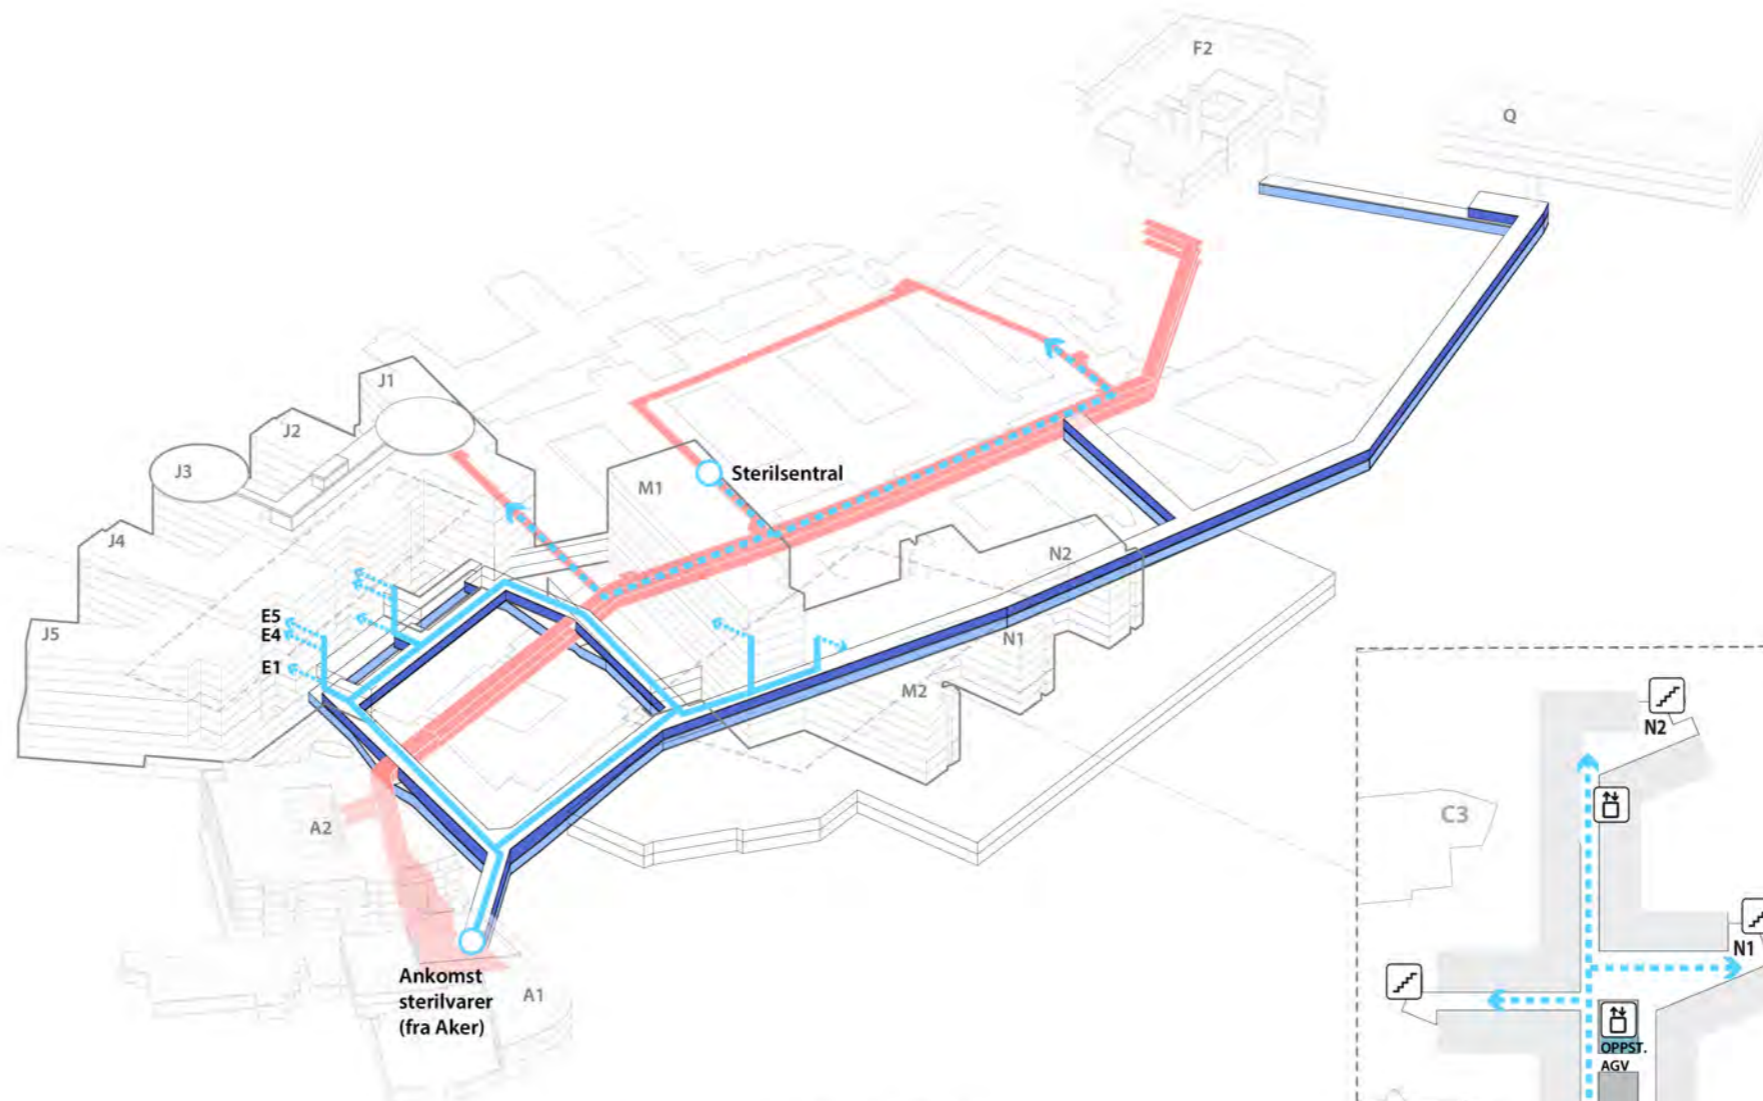 F2
Q
J1
J2
J3
Sterilsentral
M1
J4
N2
E5
E4
J5
E1
N1
M2
N2
C3
A2
N1
Ankomst
sterilvarer
(fra Aker)
A1
OPPST.
AGV